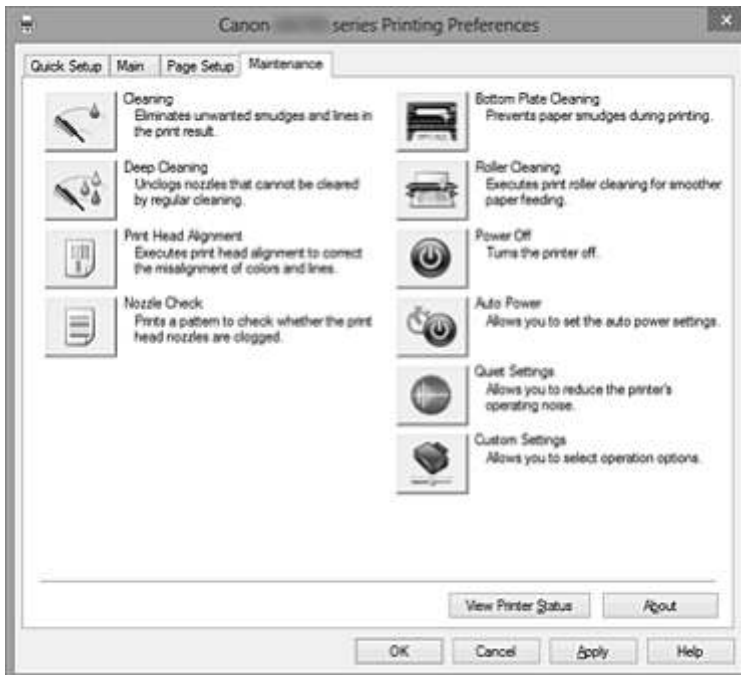 Canon series Printing Preferences
Quick Setup Main Page Setup Maintenance
Cleaning
Eliminates unwanted smudges and lines in
the print result.
Deep Cleaning
Unclogs nozzles that cannot be cleared
by regular cleaning.
Print Head Alignment
Executes print head alignment to correct
the misalignment of colors and lines.
Nozzle Check
Prints a pattern to check whether the print
head nozzles are clogged.
Bottom Plate Cleaning
Prevents paper smudges during printing.
Roller Cleaning
Executes print roller cleaning for smoother
paper feeding.
Power Off
Turns the printer off.
Auto Power
Allows you to set the auto power settings.
Quiet Settings
Allows you to reduce the printer's
operating noise.
Custom Settings
Allows you to select operation options.
View Printer Status About
OK Cancel Apply Help